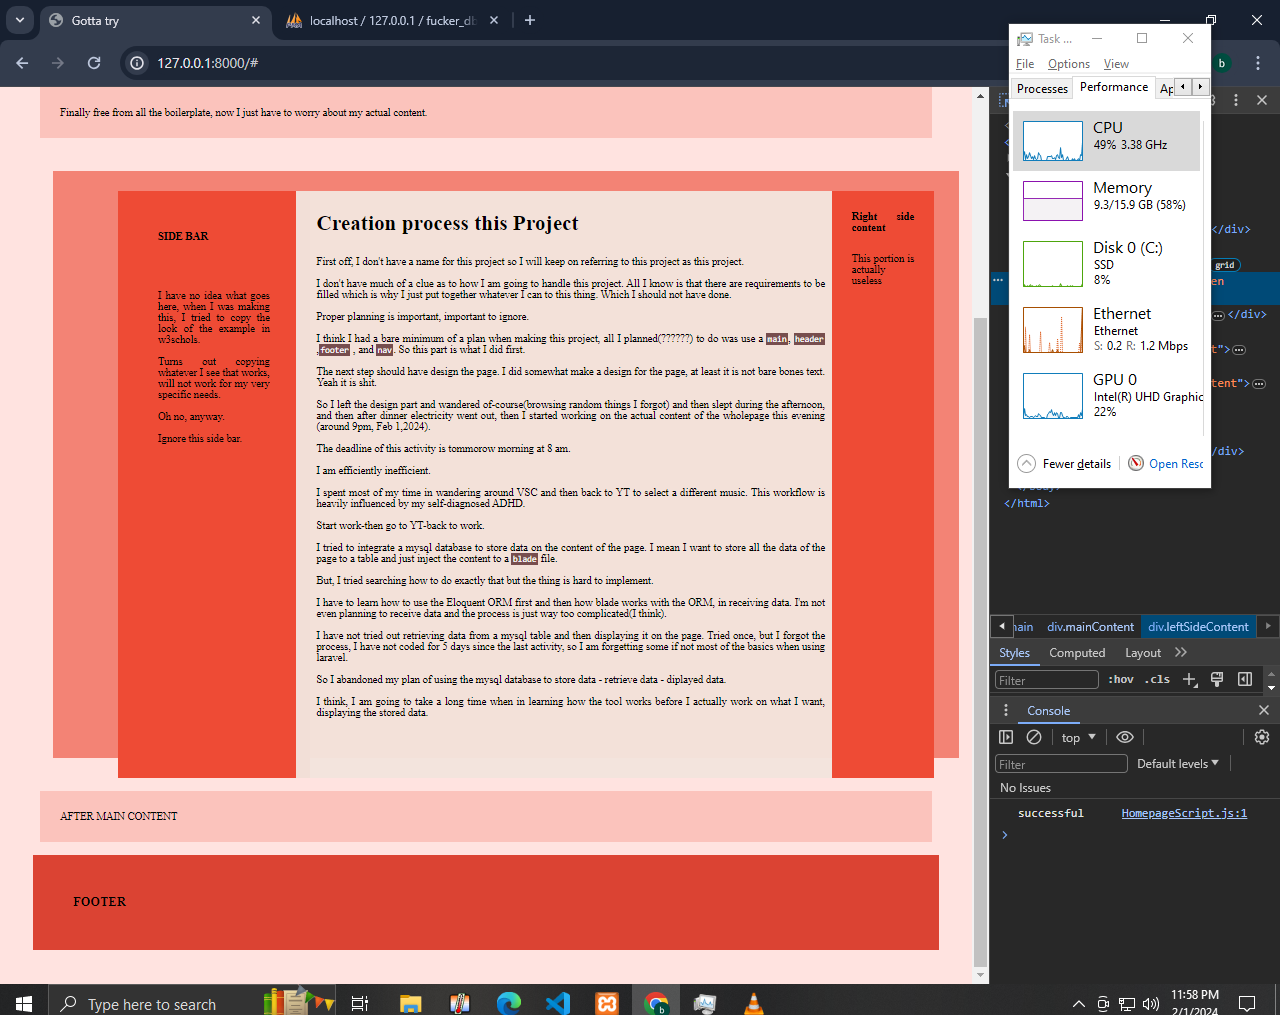 Gotta try
localhost / 127.0.0.1 / fucker_db
127.0.0.1:8000/#
b
Finally free from all the boilerplate, now I just have to worry about my actual content.
SIDE BAR
I have no idea what goes
here, when I was making
this, I tried to copy the
look of the example in
w3schols.
Turns out copying
whatever I see that works,
will not work for my very
specific needs.
Oh no, anyway.
Ignore this side bar.
Creation process this Project
First off, I don't have a name for this project so I will keep on referring to this project as this project.
I don't have much of a clue as to how I am going to handle this project. All I know is that there are requirements to be
filled which is why I just put together whatever I can to this thing. Which I should not have done.
Proper planning is important, important to ignore.
I think I had a bare minimum of a plan when making this project, all I planned(??????) to do was use a main, header
,footer , and nav. So this part is what I did first.
The next step should have design the page. I did somewhat make a design for the page, at least it is not bare bones text.
Yeah it is shit.
So I left the design part and wandered of-course(browsing random things I forgot) and then slept during the afternoon,
and then after dinner electricity went out, then I started working on the actual content of the wholepage this evening
(around 9pm, Feb 1,2024).
The deadline of this activity is tommorow morning at 8 am.
I am efficiently inefficient.
I spent most of my time in wandering around VSC and then back to YT to select a different music. This workflow is
heavily influenced by my self-diagnosed ADHD.
Start work-then go to YT-back to work.
I tried to integrate a mysql database to store data on the content of the page. I mean I want to store all the data of the
page to a table and just inject the content to a blade file.
But, I tried searching how to do exactly that but the thing is hard to implement.
I have to learn how to use the Eloquent ORM first and then how blade works with the ORM, in receiving data. I'm not
even planning to receive data and the process is just way too complicated(I think).
I have not tried out retrieving data from a mysql table and then displaying it on the page. Tried once, but I forgot the
process, I have not coded for 5 days since the last activity, so I am forgetting some if not most of the basics when using
laravel.
So I abandoned my plan of using the mysql database to store data - retrieve data - diplayed data.
I think, I am going to take a long time when in learning how the tool works before I actually work on what I want,
displaying the stored data.
Right side
content
This portion is
actually
useless
AFTER MAIN CONTENT
FOOTER
Task ...
File Options View
Processes Performance Ap
CPU
49% 3.38 GHz
Memory
9.3/15.9 GB (58%)
Disk 0 (C:)
SSD
8%
Ethernet
Ethernet
S: 0.2 R: 1.2 Mbps
GPU 0
Intel(R) UHD Graphic
22%
Fewer details Open Resc
</div>
grid
en
</div>
t">
tent">
/div>
</body>
</html>
main div.mainContent div.leftSideContent
Styles Computed Layout
Filter :hov .cls
Console
top
Filter Default levels
No Issues
successful HomepageScript.js:1
Type here to search
11:58 PM
2/1/2024